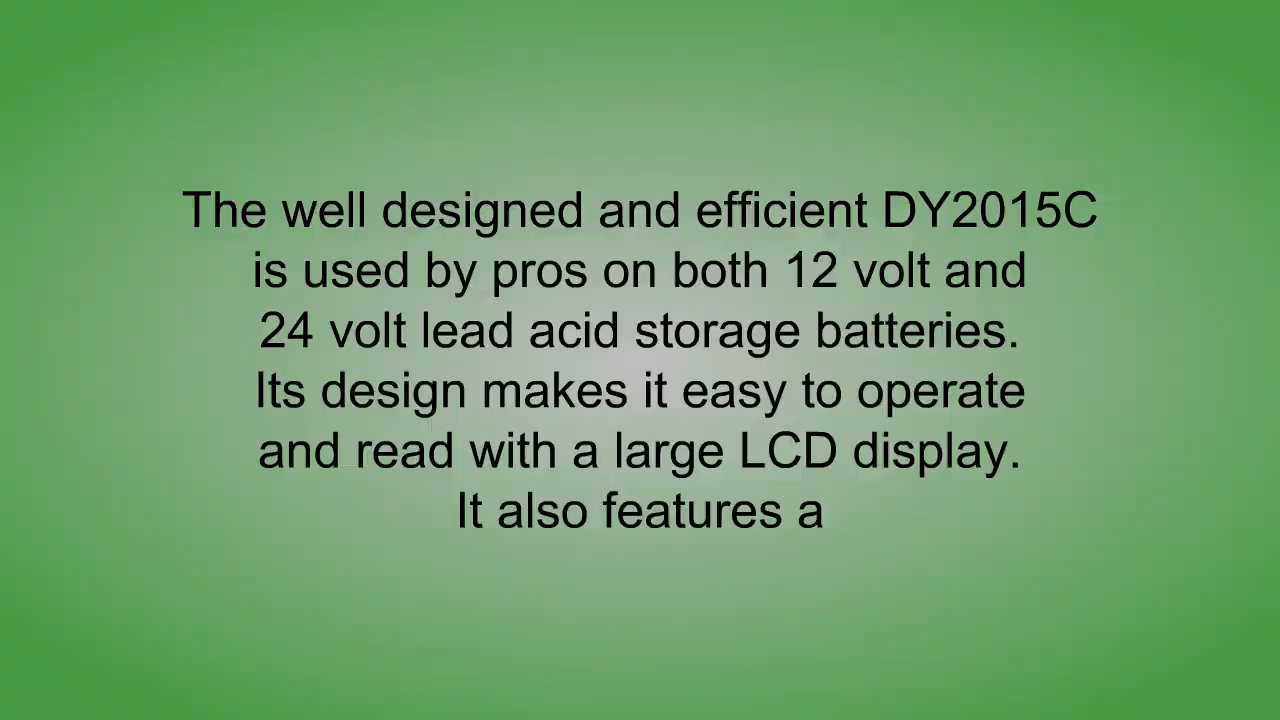 The well designed and efficient DY2015C
is used by pros on both 12 volt and
24 volt lead acid storage batteries.
Its design makes it easy to operate
and read with a large LCD display.
It also features a